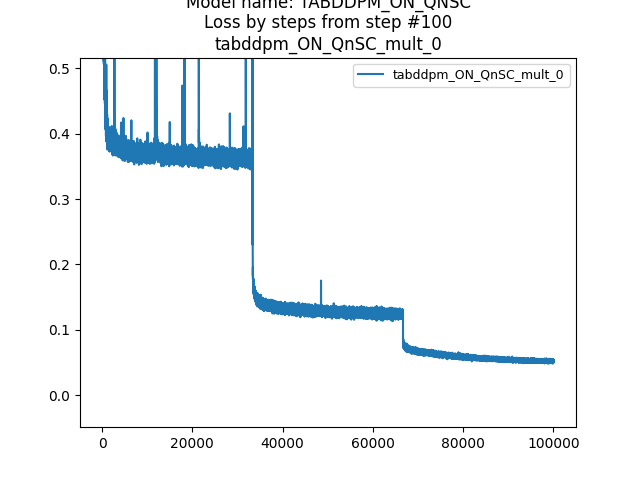 Model name: TABDDPM_ON_QNSC
Loss by steps from step #100
tabddpm_ON_QnSC_mult_0
tabddpm_ON_QnSC_mult_0
0.5
0.4
0.3
0.2
0.1
0.0
0 20000 40000 60000 80000 100000